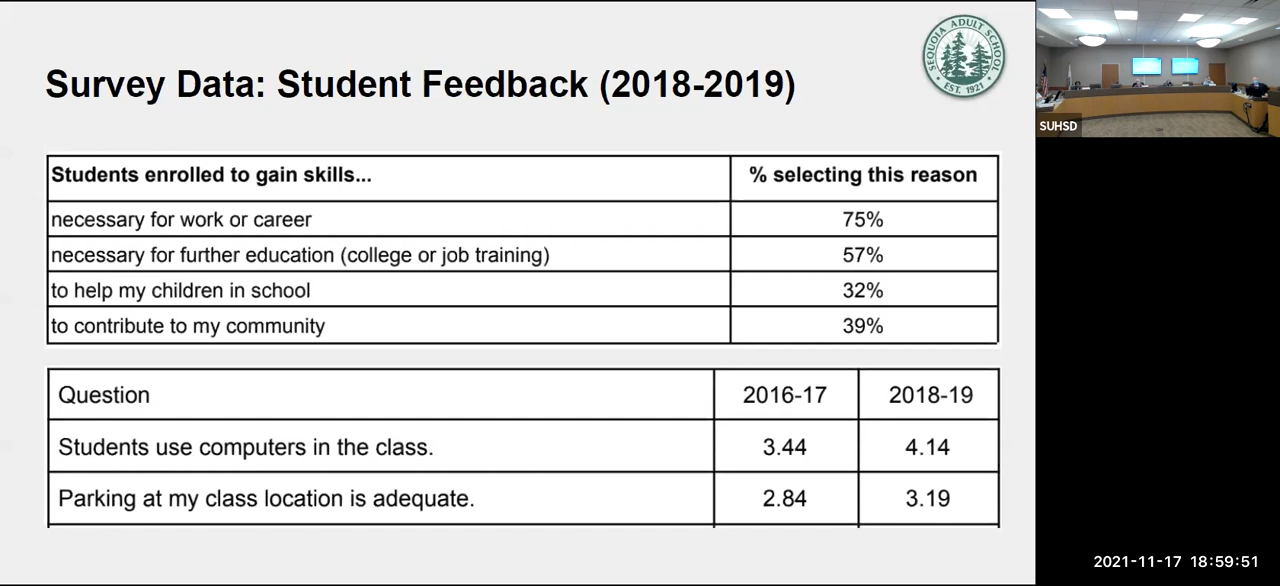 Survey Data: Student Feedback (2018-2019)
SEQUOIA ADULT SCHOOL
EST. 1921
Students enrolled to gain skills... % selecting this reason
necessary for work or career 75%
necessary for further education (college or job training) 57%
to help my children in school 32%
to contribute to my community 39%
Question 2016-17 2018-19
Students use computers in the class. 3.44 4.14
Parking at my class location is adequate. 2.84 3.19
SUHSD
2021-11-17 18:59:51